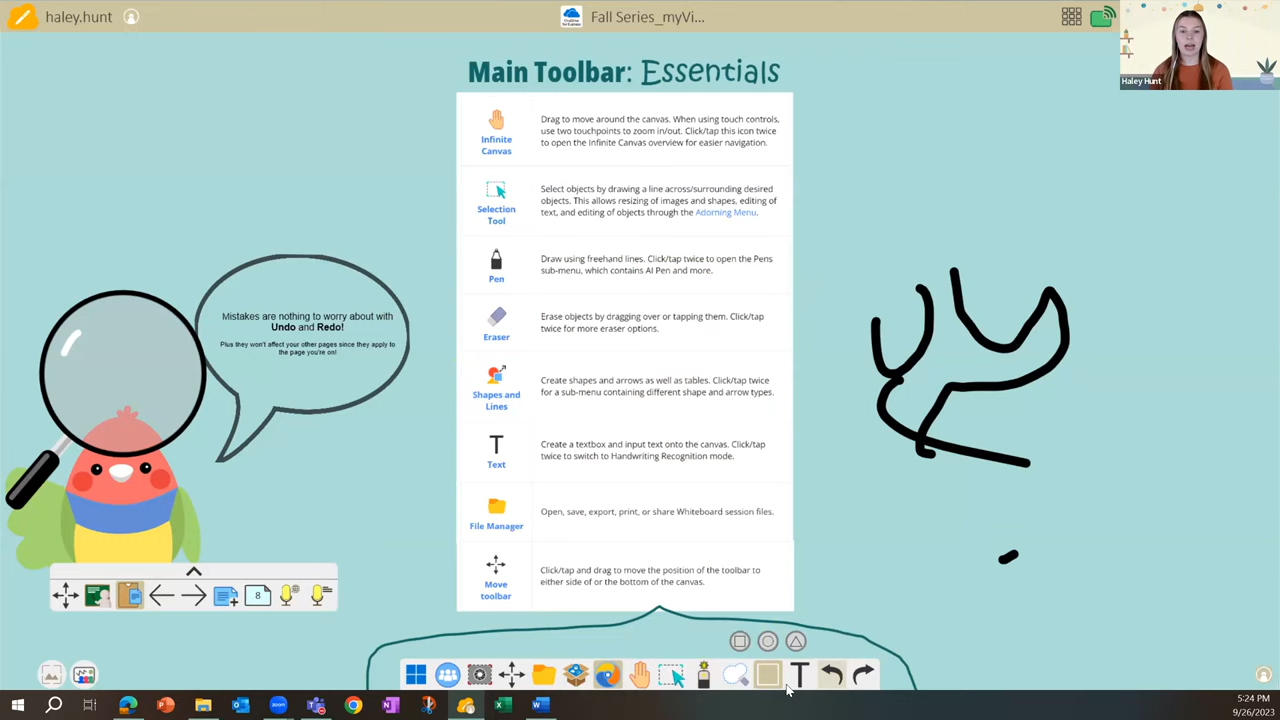 haley.hunt
Fall Series_myVi...
Haley Hunt
Main Toolbar: Essentials
Infinite
Canvas
Drag to move around the canvas. When using touch controls,
use two touchpoints to zoom in/out. Click/tap this icon twice
to open the Infinite Canvas overview for easier navigation.
Selection
Tool
Select objects by drawing a line across/surrounding desired
objects. This allows resizing of images and shapes, editing of
text, and editing of objects through the Adorning Menu.
Pen
Draw using freehand lines. Click/tap twice to open the Pens
sub-menu, which contains AI Pen and more.
Eraser
Erase objects by dragging over or tapping them. Click/tap
twice for more eraser options.
Shapes and
Lines
Create shapes and arrows as well as tables. Click/tap twice
for a sub-menu containing different shape and arrow types.
Text
Create a textbox and input text onto the canvas. Click/tap
twice to switch to Handwriting Recognition mode.
File Manager
Open, save, export, print, or share Whiteboard session files.
Move
toolbar
Click/tap and drag to move the position of the toolbar to
either side of or the bottom of the canvas.
Mistakes are nothing to worry about with
Undo and Redo!
Plus they won't affect your other pages since they apply to
the page you're on!
8
5:24 PM
9/26/2023